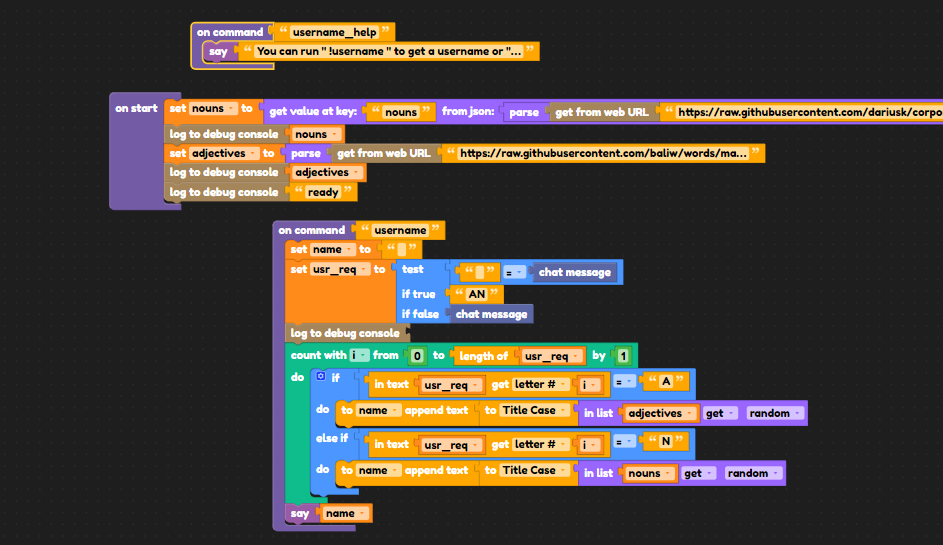 on command “ username_help ”
say “ You can run " !username " to get a username or "... ”
on start set nouns to get value at key: “ nouns ” from json: parse get from web URL “ https://raw.githubusercontent.com/dariusk/corpo
log to debug console nouns
set adjectives to parse get from web URL “ https://raw.githubusercontent.com/baliw/words/ma... ”
log to debug console adjectives
log to debug console “ ready ”
on command “ username ”
set name to “ ”
set usr_req to test “ ” = chat message
if true “ AN ”
if false chat message
log to debug console
count with i from 0 to length of usr_req by 1
do if in text usr_req get letter # i = “ A ”
do to name append text to Title Case in list adjectives get random
else if in text usr_req get letter # i = “ N ”
do to name append text to Title Case in list nouns get random
say name